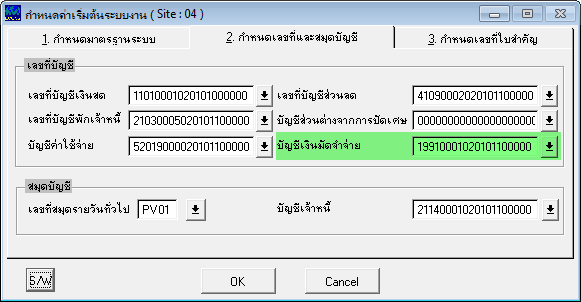 กำหนดค่าเริ่มต้นระบบงาน ( Site : 04 )
1. กำหนดมาตรฐานระบบ 2. กำหนดเลขที่และสมุดบัญชี 3. กำหนดเลขที่ใบสำคัญ
เลขที่บัญชี
เลขที่บัญชีเงินสด 11010001020101000000 เลขที่บัญชีส่วนลด 41090002020101100000
เลขที่บัญชีพักเจ้าหนี้ 21030005020101100000 บัญชีส่วนต่างจากการปัดเศษ 00000000000000000000
บัญชีค่าใช้จ่าย 52019000020101100000 บัญชีเงินมัดจำจ่าย 19910001020101100000
สมุดบัญชี
เลขที่สมุดรายวันทั่วไป PV01 บัญชีเจ้าหนี้ 21140001020101100000
S/W OK Cancel